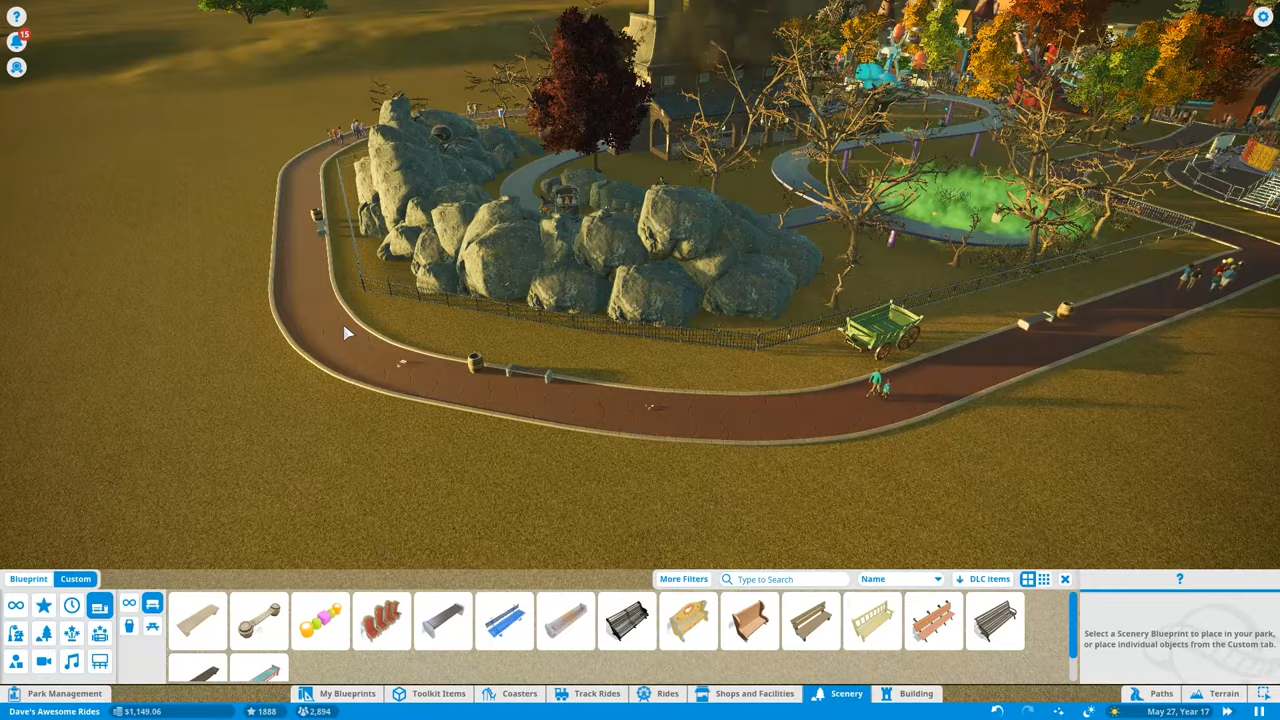 ?
15
Blueprint Custom More Filters Type to Search Name DLC items ?
Select a Scenery Blueprint to place in your park,
or place individual objects from the Custom tab.
Park Management My Blueprints Toolkit Items Coasters Track Rides Rides Shops and Facilities Scenery Building Paths Terrain
Dave's Awesome Rides $1,149.06 1888 2,894 May 27, Year 17